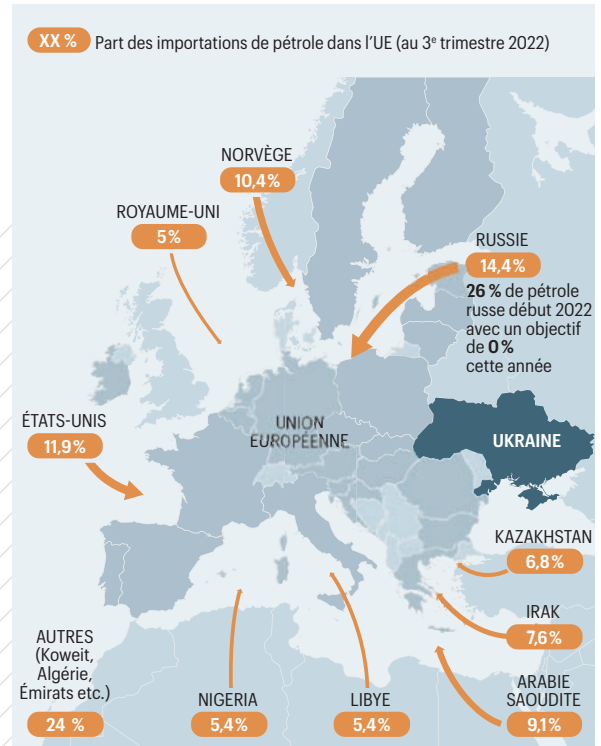 XX % Part des importations de pétrole dans l'UE (au 3e trimestre 2022)
NORVÈGE
10,4%
ROYAUME-UNI
5%
RUSSIE
14,4%
26 % de pétrole
russe début 2022
avec un objectif
de 0 %
cette année
ÉTATS-UNIS
11,9%
UNION
EUROPÉENNE
UKRAINE
KAZAKHSTAN
6,8%
IRAK
7,6%
AUTRES
(Koweit,
Algérie,
Émirats etc.)
24 %
NIGERIA
5,4%
LIBYE
5,4%
ARABIE
SAOUDITE
9,1%